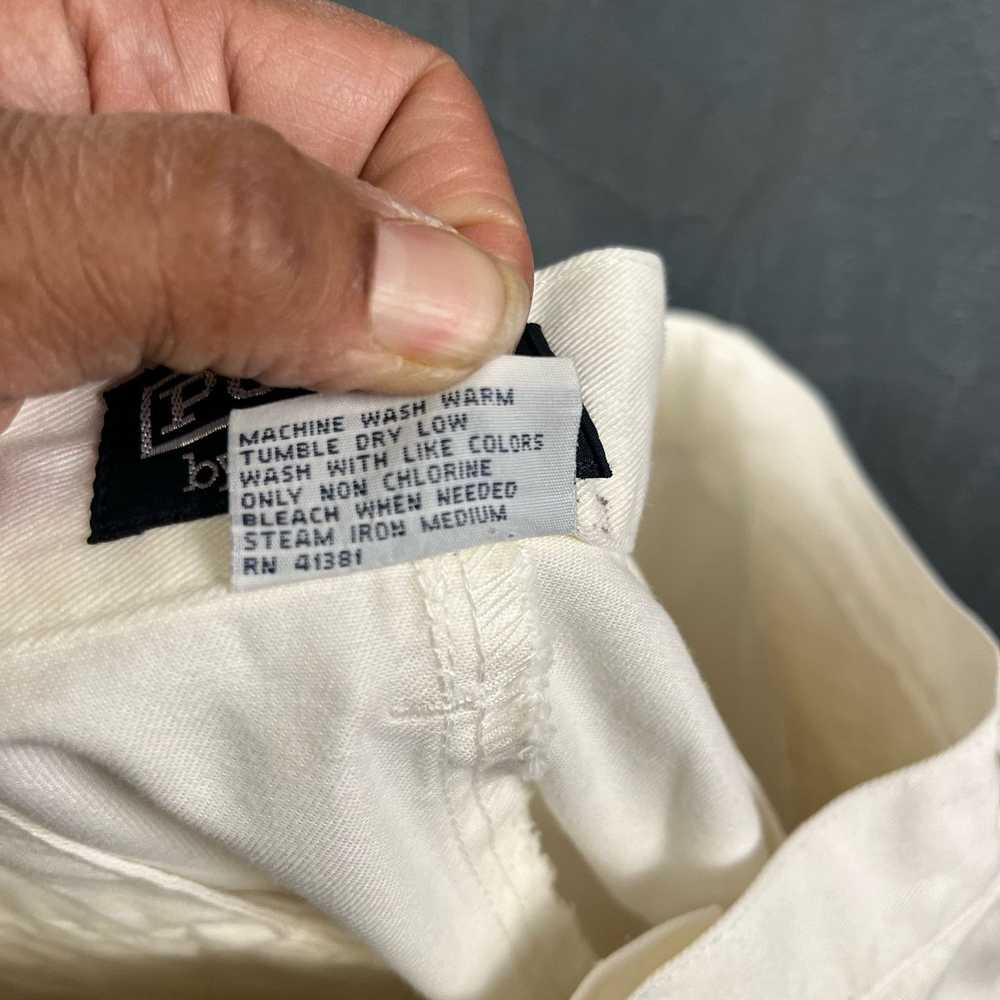 by
MACHINE WASH WARM
TUMBLE DRY LOW
WASH WITH LIKE COLORS
ONLY NON CHLORINE
BLEACH WHEN NEEDED
STEAM IRON MEDIUM
RN 41381